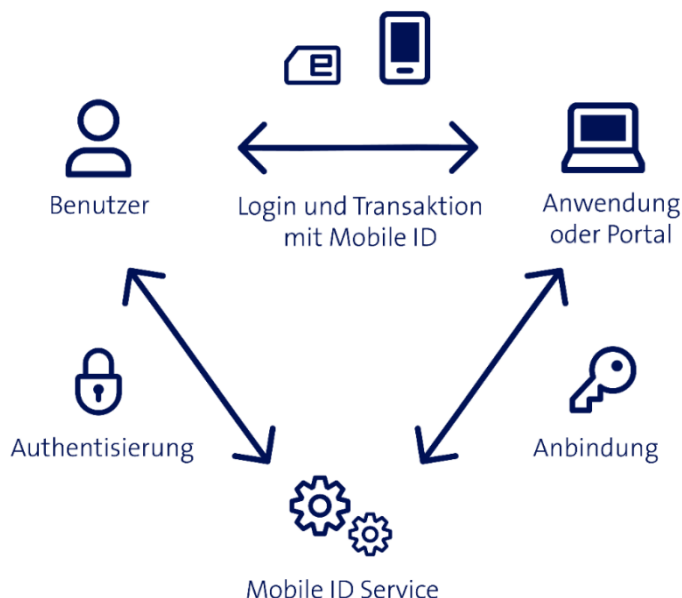 Benutzer
Login und Transaktion
mit Mobile ID
Anwendung
oder Portal
Authentisierung
Anbindung
Mobile ID Service